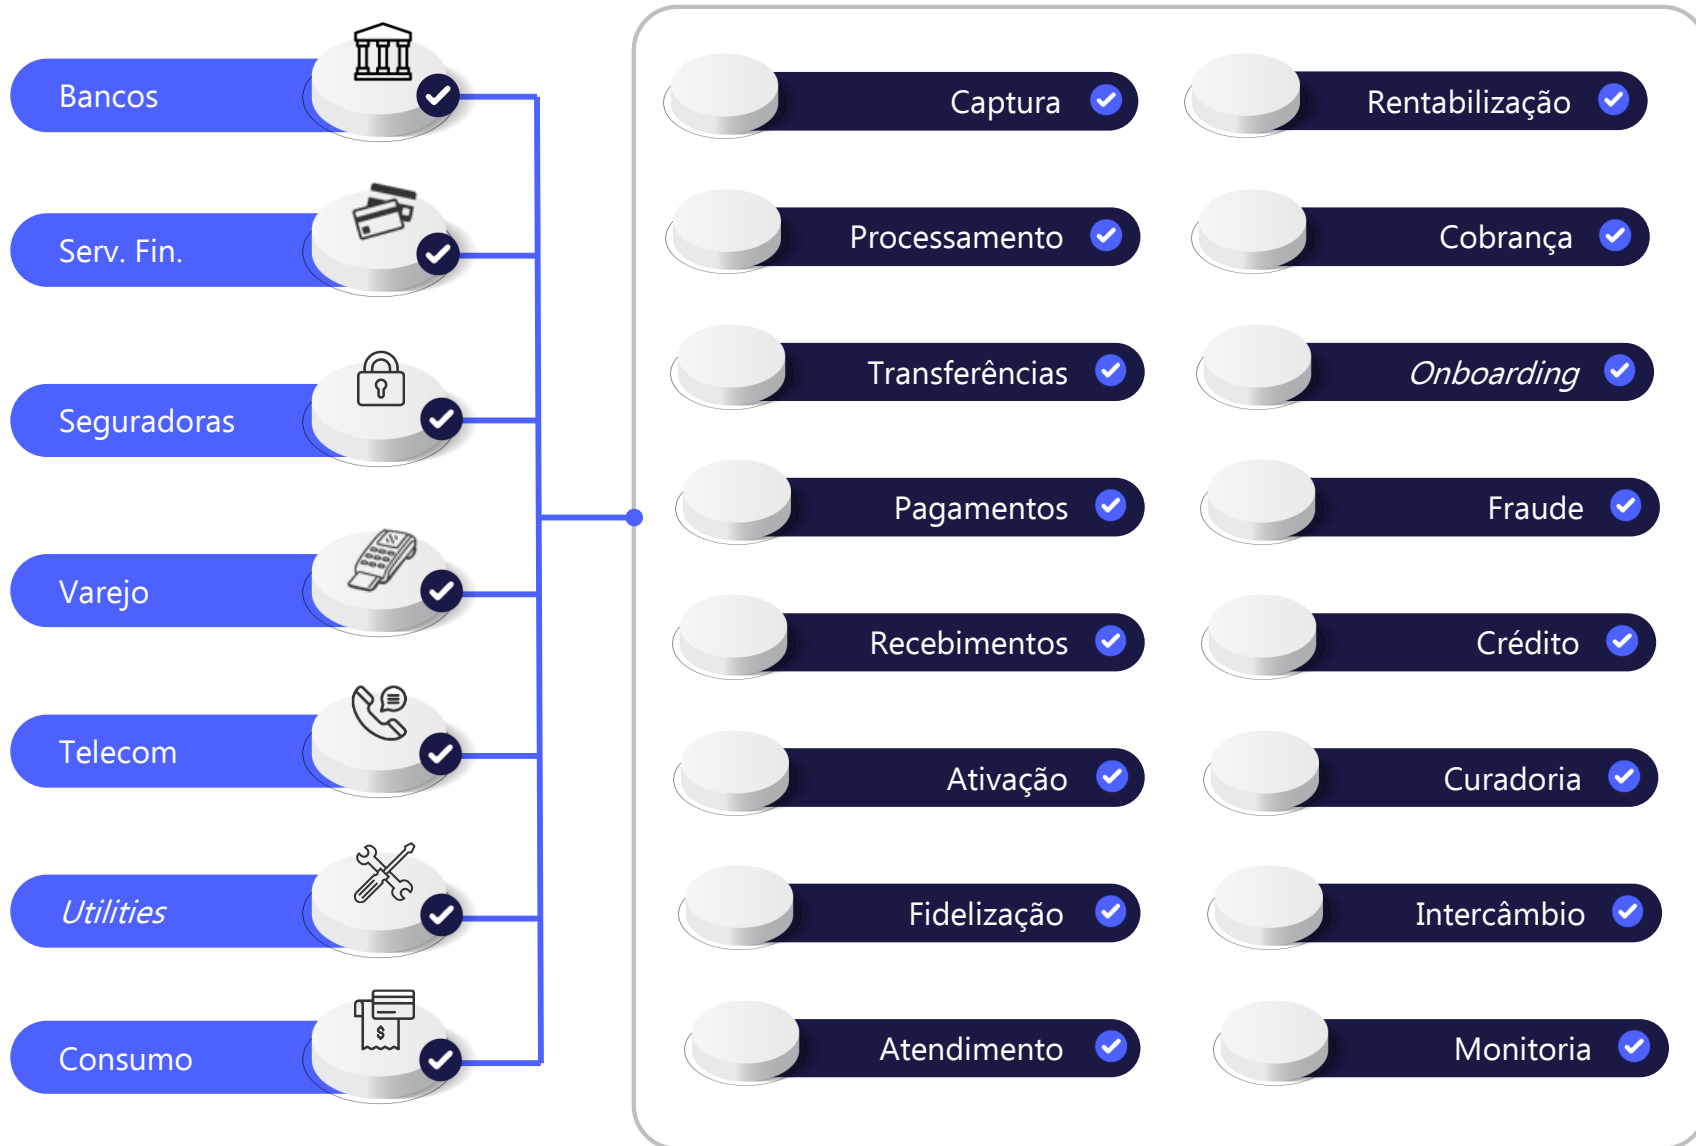 Bancos
Serv. Fin.
Seguradoras
Varejo
Telecom
Utilities
Consumo
Captura
Processamento
Transferências
Pagamentos
Recebimentos
Ativação
Fidelização
Atendimento
Rentabilização
Cobrança
Onboarding
Fraude
Crédito
Curadoria
Intercâmbio
Monitoria